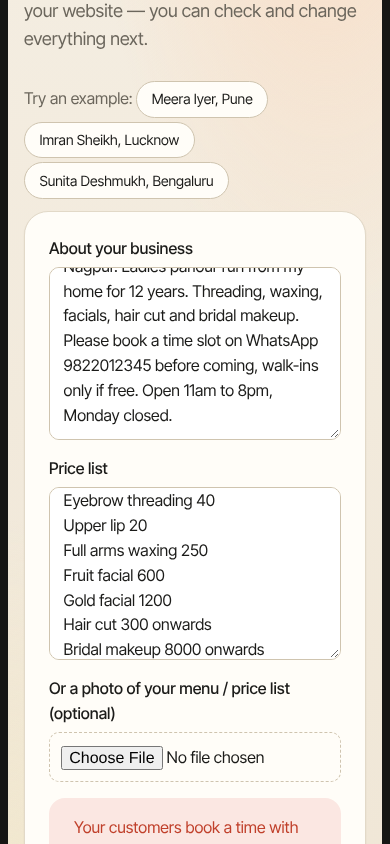 your website — you can check and change
everything next.
Try an example: Meera Iyer, Pune
Imran Sheikh, Lucknow
Sunita Deshmukh, Bengaluru
About your business
Nagpur. Ladies parlour run from my
home for 12 years. Threading, waxing,
facials, hair cut and bridal makeup.
Please book a time slot on WhatsApp
9822012345 before coming, walk-ins
only if free. Open 11am to 8pm,
Monday closed.
Price list
Eyebrow threading 40
Upper lip 20
Full arms waxing 250
Fruit facial 600
Gold facial 1200
Hair cut 300 onwards
Bridal makeup 8000 onwards
Or a photo of your menu / price list
(optional)
Choose File No file chosen
Your customers book a time with